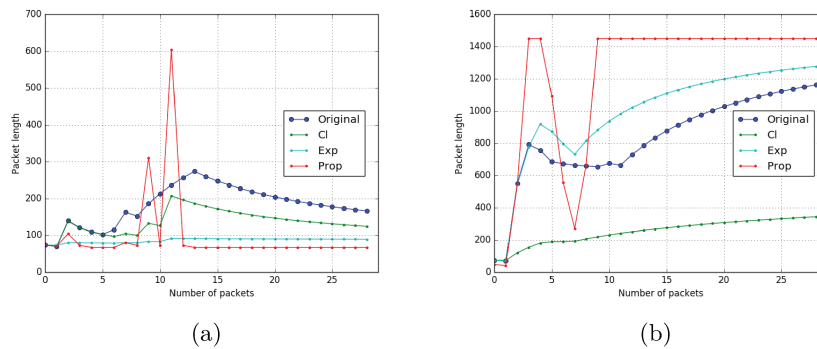 700
600
500
400
300
200
100
0
0
5
10
15
20
25
Packet length
Number of packets
Original
Cl
Exp
Prop
(a)
1600
1400
1200
1000
800
600
400
200
0
0
5
10
15
20
25
Packet length
Number of packets
Original
Cl
Exp
Prop
(b)